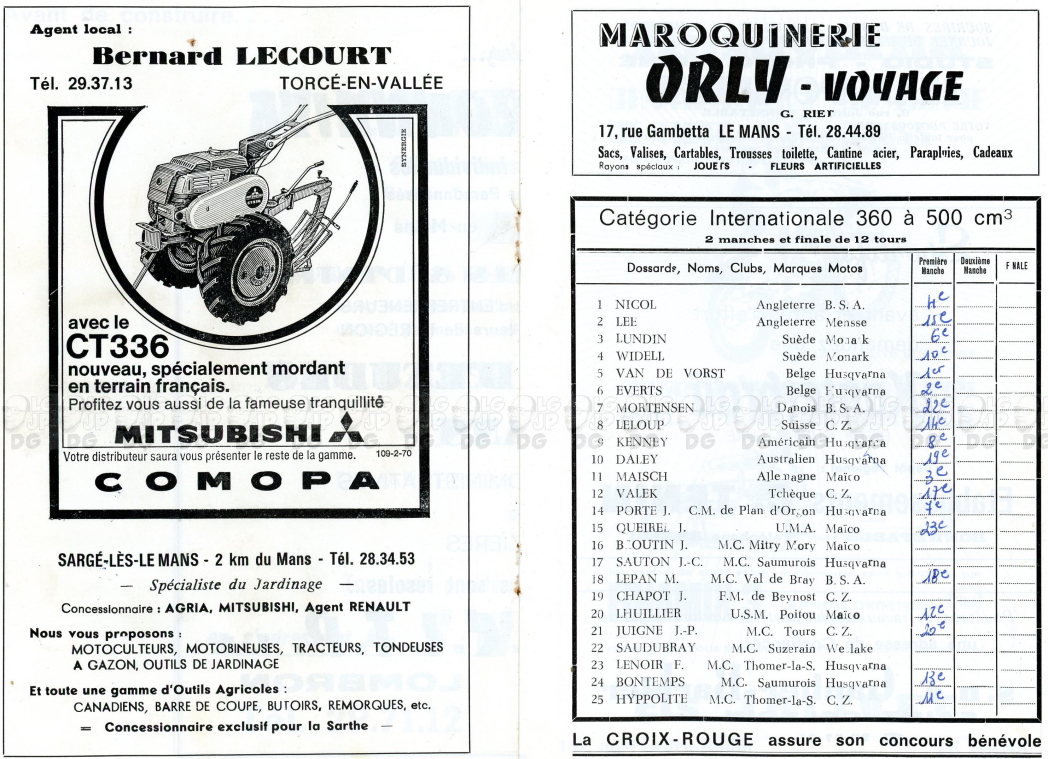 Agent local :
Bernard LECOURT
Tél. 29.37.13 TORCÉ-EN-VALLÉE
SYNERGIE
avec le
CT336
nouveau, spécialement mordant
en terrain français.
Profitez vous aussi de la fameuse tranquillité
MITSUBISHI
Votre distributeur saura vous présenter le reste de la gamme. 109-2-70
COMOPA
SARGÉ-LÈS-LE MANS - 2 km du Mans - Tél. 28.34.53
— Spécialiste du Jardinage —
Concessionnaire : AGRIA, MITSUBISHI, Agent RENAULT
Nous vous proposons :
MOTOCULTEURS, MOTOBINEUSES, TRACTEURS, TONDEUSES
A GAZON, OUTILS DE JARDINAGE
Et toute une gamme d'Outils Agricoles :
CANADIENS, BARRE DE COUPE, BUTOIRS, REMORQUES, etc.
= Concessionnaire exclusif pour la Sarthe —
MAROQUINERIE
ORLY - VOYAGE
G. RIET
17, rue Gambetta LE MANS - Tél. 28.44.89
Sacs, Valises, Cartables, Trousses toilette, Cantine acier, Parapluies, Cadeaux
Rayons spéciaux : JOUETS - FLEURS ARTIFICIELLES
Catégorie Internationale 360 à 500 cm3
2 manches et finale de 12 tours
Dossards, Noms, Clubs, Marques Motos Première Manche Deuxième Manche F NALE
1 NICOL Angleterre B.S.A. 4e
2 LEE Angleterre Mensse 15e
3 LUNDIN Suède Mona k 6e
4 WIDELL Suède Monark 10e
5 VAN DE VORST Belge Husqvarna 1er
6 EVERTS Belge Husqvarna 2e
7 MORTENSEN Danois B.S.A. 22e
8 LELOUP Suisse C.Z. 14e
9 KENNEY Américain Husqvarna 8e
10 DALEY Australien Husqvarna 19e
11 MAISCH Allemagne Maïco 3e
12 VALEK Tchèque C.Z. 17e
14 PORTE J. C.M. de Plan d'Orgon Husqvarna 7e
15 QUEIREL J. U.M.A. Maïco 23e
16 B.OUTIN J. M.C. Mitry Mory Maïco
17 SAUTON J.-C. M.C. Saumurois Husqvarna
18 LEPAN M. M.C. Val de Bray B.S.A. 18e
19 CHAPOT J. F.M. de Beynost C.Z.
20 LHUILLIER U.S.M. Poitou Maïco 12e
21 JUIGNE J.-P. M.C. Tours C.Z. 20e
22 SAUDUBRAY M.C. Suzerain We lake
23 LENOIR F. M.C. Thomer-la-S. Husqvarna
24 BONTEMPS M.C. Saumurois Husqvarna 13e
25 HYPPOLITE M.C. Thomer-la-S. C.Z. 11e
La CROIX-ROUGE assure son concours bénévole